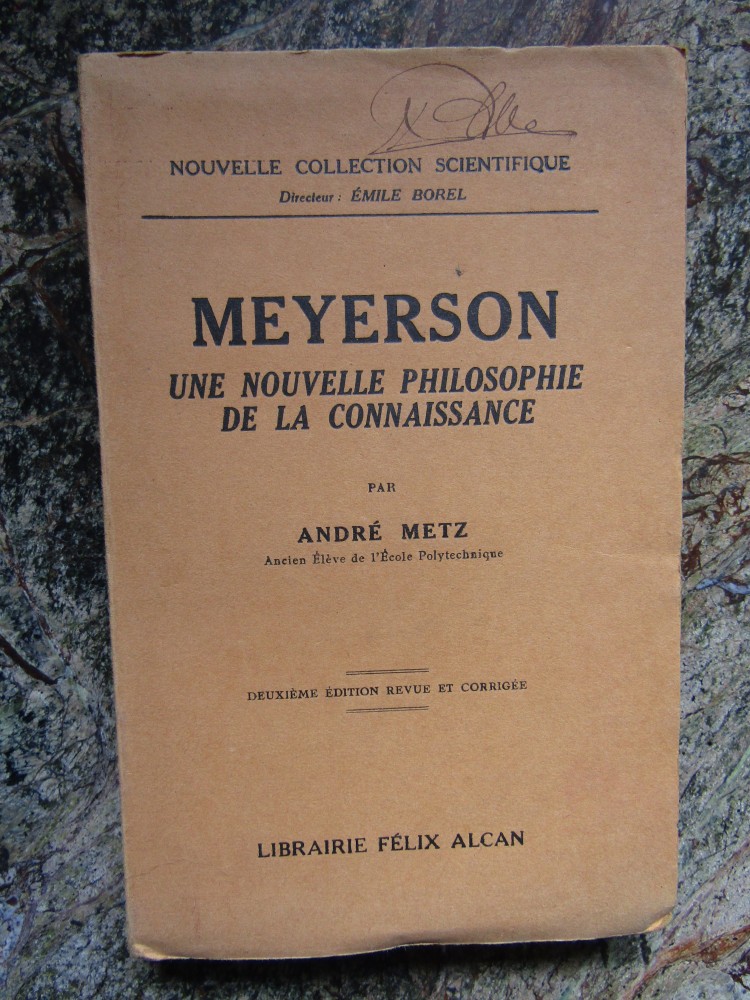 NOUVELLE COLLECTION SCIENTIFIQUE
Directeur : ÉMILE BOREL
MEYERSON
UNE NOUVELLE PHILOSOPHIE
DE LA CONNAISSANCE
PAR
ANDRÉ METZ
Ancien Élève de l'École Polytechnique
DEUXIÈME ÉDITION REVUE ET CORRIGÉE
LIBRAIRIE FÉLIX ALCAN